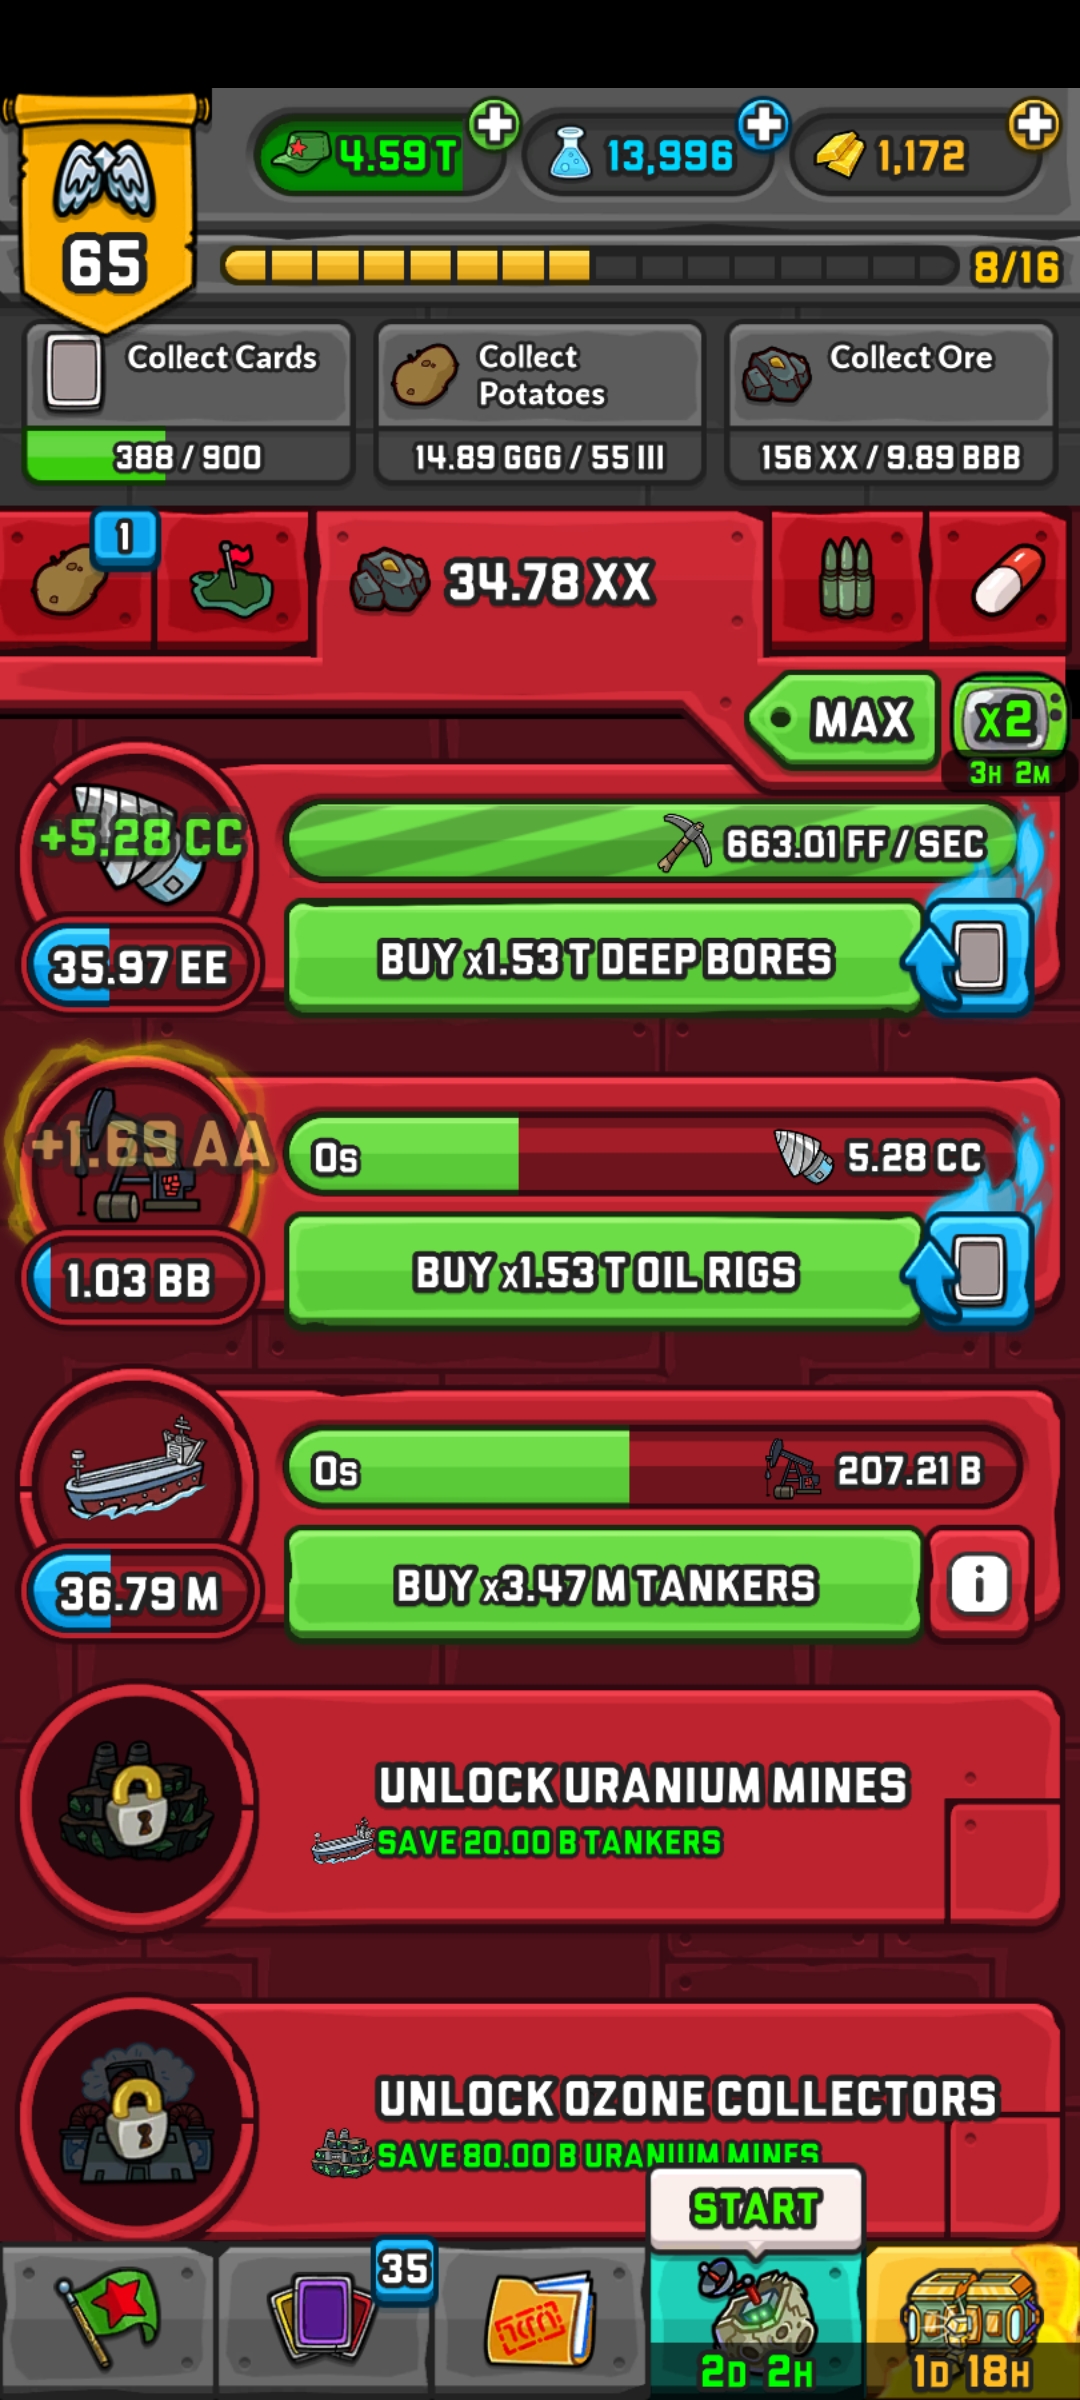 4.59 T
13,996
1,172
65
8/16
Collect Cards
388 / 900
Collect
Potatoes
14.89 GGG / 55 III
Collect Ore
156 XX / 9.89 BBB
1
34.78 XX
MAX
x2
3H 2M
+5.28 CC
663.01 FF / SEC
35.97 EE
BUY x1.53 T DEEP BORES
+1.69 AA
0s
5.28 CC
1.03 BB
BUY x1.53 T OIL RIGS
0s
207.21 B
36.79 M
BUY x3.47 M TANKERS
i
UNLOCK URANIUM MINES
SAVE 20.00 B TANKERS
UNLOCK OZONE COLLECTORS
SAVE 80.00 B URANIUM MINES
START
35
2D 2H
1D 18H